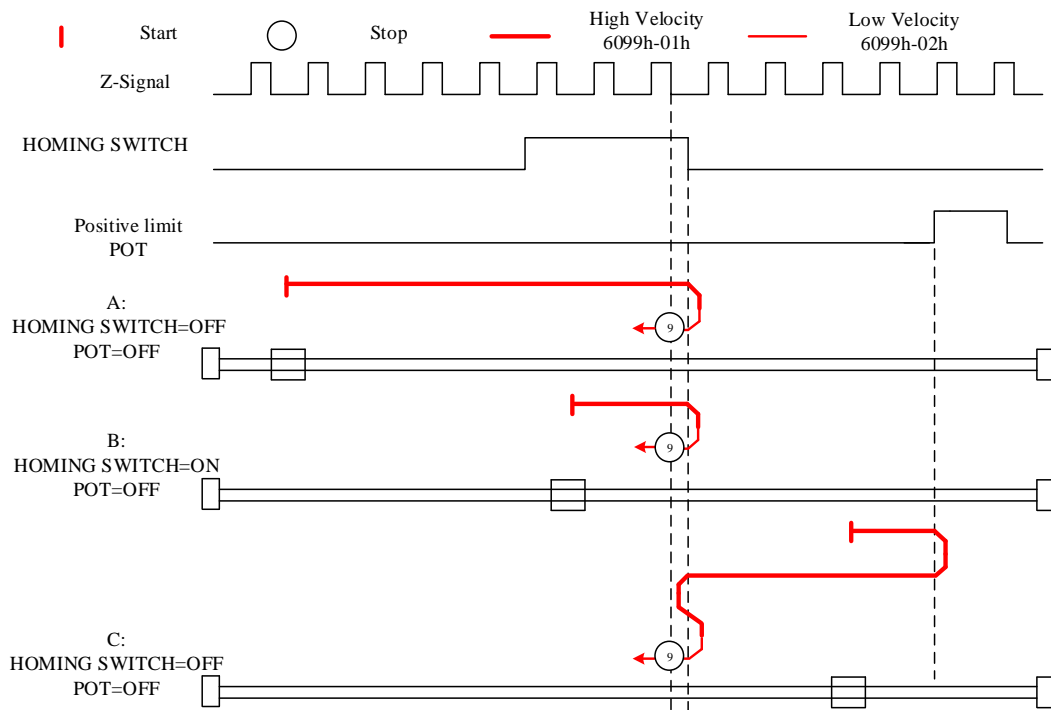 Start
Stop
High Velocity
6099h-01h
Low Velocity
6099h-02h
Z-Signal
HOMING SWITCH
Positive limit
POT
A:
HOMING SWITCH=OFF
POT=OFF
9
B:
HOMING SWITCH=ON
POT=OFF
9
C:
HOMING SWITCH=OFF
POT=OFF
9